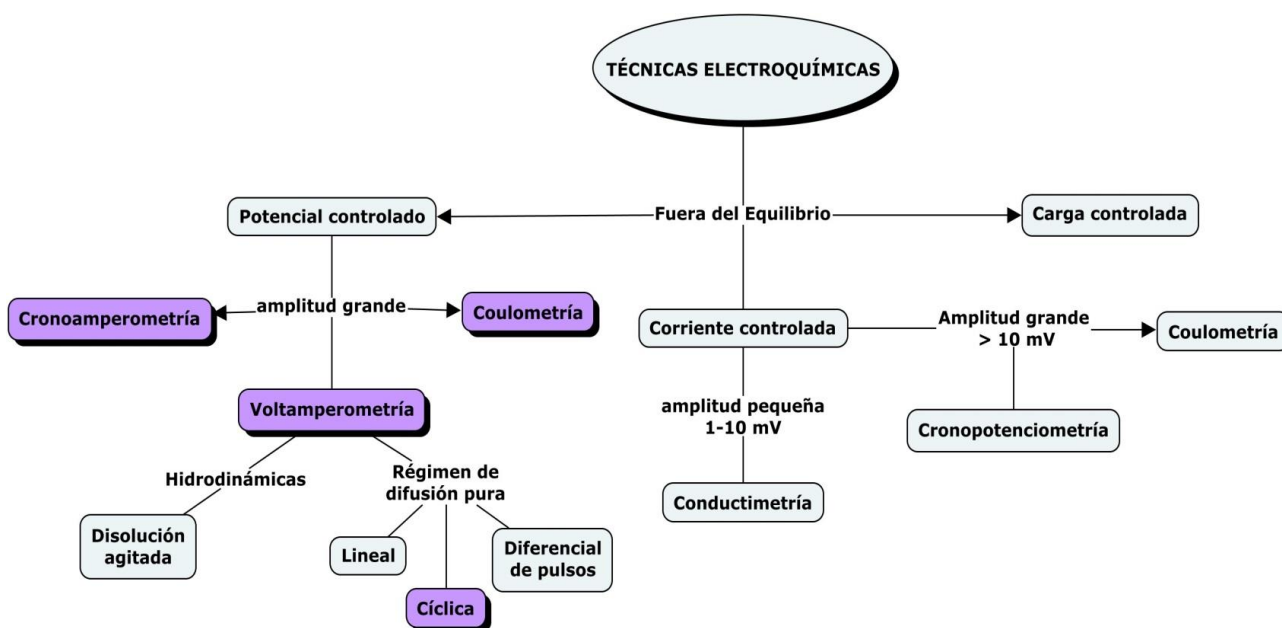 TÉCNICAS ELECTROQUÍMICAS
Potencial controlado
Fuera del Equilibrio
Carga controlada
Cronoamperometría
amplitud grande
Coulometría
Corriente controlada
Amplitud grande
> 10 mV
Coulometría
Voltamperometría
amplitud pequeña
1-10 mV
Cronopotenciometría
Hidrodinámicas
Régimen de
difusión pura
Conductimetría
Disolución
agitada
Lineal
Diferencial
de pulsos
Cíclica